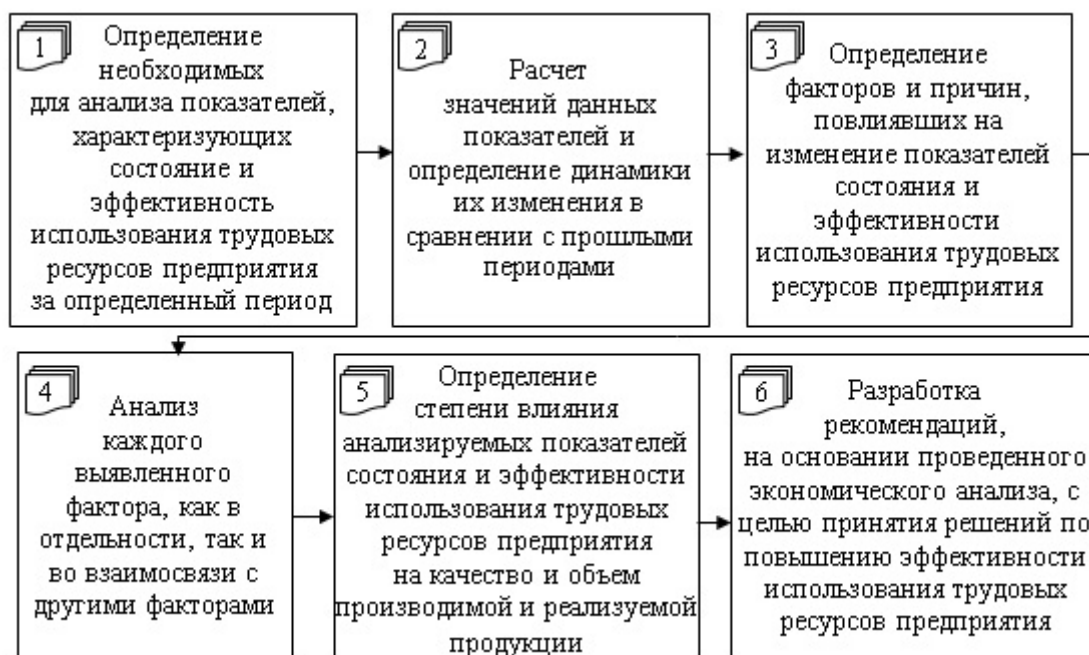 1
Определение
необходимых
для анализа показателей,
характеризующих
состояние и
эффективность
использования трудовых
ресурсов предприятия
за определенный период
2
Расчет
значений данных
показателей и
определение динамики
их изменения в
сравнении с прошлыми
периодами
3
Определение
факторов и причин,
повлиявших на
изменение показателей
состояния и
эффективности
использования трудовых
ресурсов предприятия
4
Анализ
каждого
выявленного
фактора, как в
отдельности, так и
во взаимосвязи с
другими факторами
5
Определение
степени влияния
анализируемых показателей
состояния и эффективности
использования трудовых
ресурсов предприятия
на качество и объем
производимой и реализуемой
продукции
6
Разработка
рекомендаций,
на основании проведенного
экономического анализа, с
целью принятия решений по
повышению эффективности
использования трудовых
ресурсов предприятия